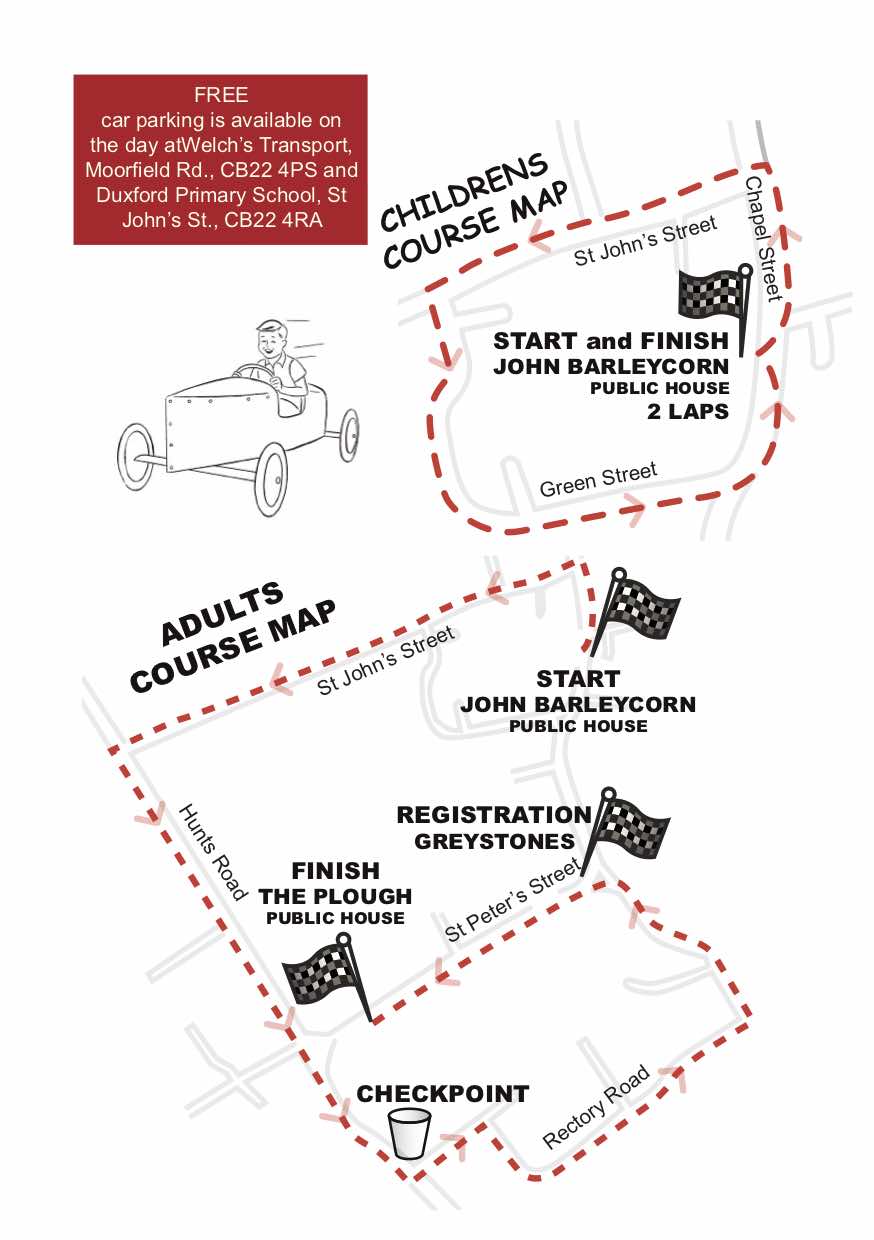 FREE
car parking is available on
the day atWelch's Transport,
Moorfield Rd., CB22 4PS and
Duxford Primary School, St
John's St., CB22 4RA
CHILDRENS
COURSE MAP
St John's Street
Chapel Street
START and FINISH
JOHN BARLEYCORN
PUBLIC HOUSE
2 LAPS
Green Street
ADULTS
COURSE MAP
St John's Street
START
JOHN BARLEYCORN
PUBLIC HOUSE
Hunts Road
REGISTRATION
GREYSTONES
FINISH
THE PLOUGH
PUBLIC HOUSE
St Peter's Street
CHECKPOINT
Rectory Road